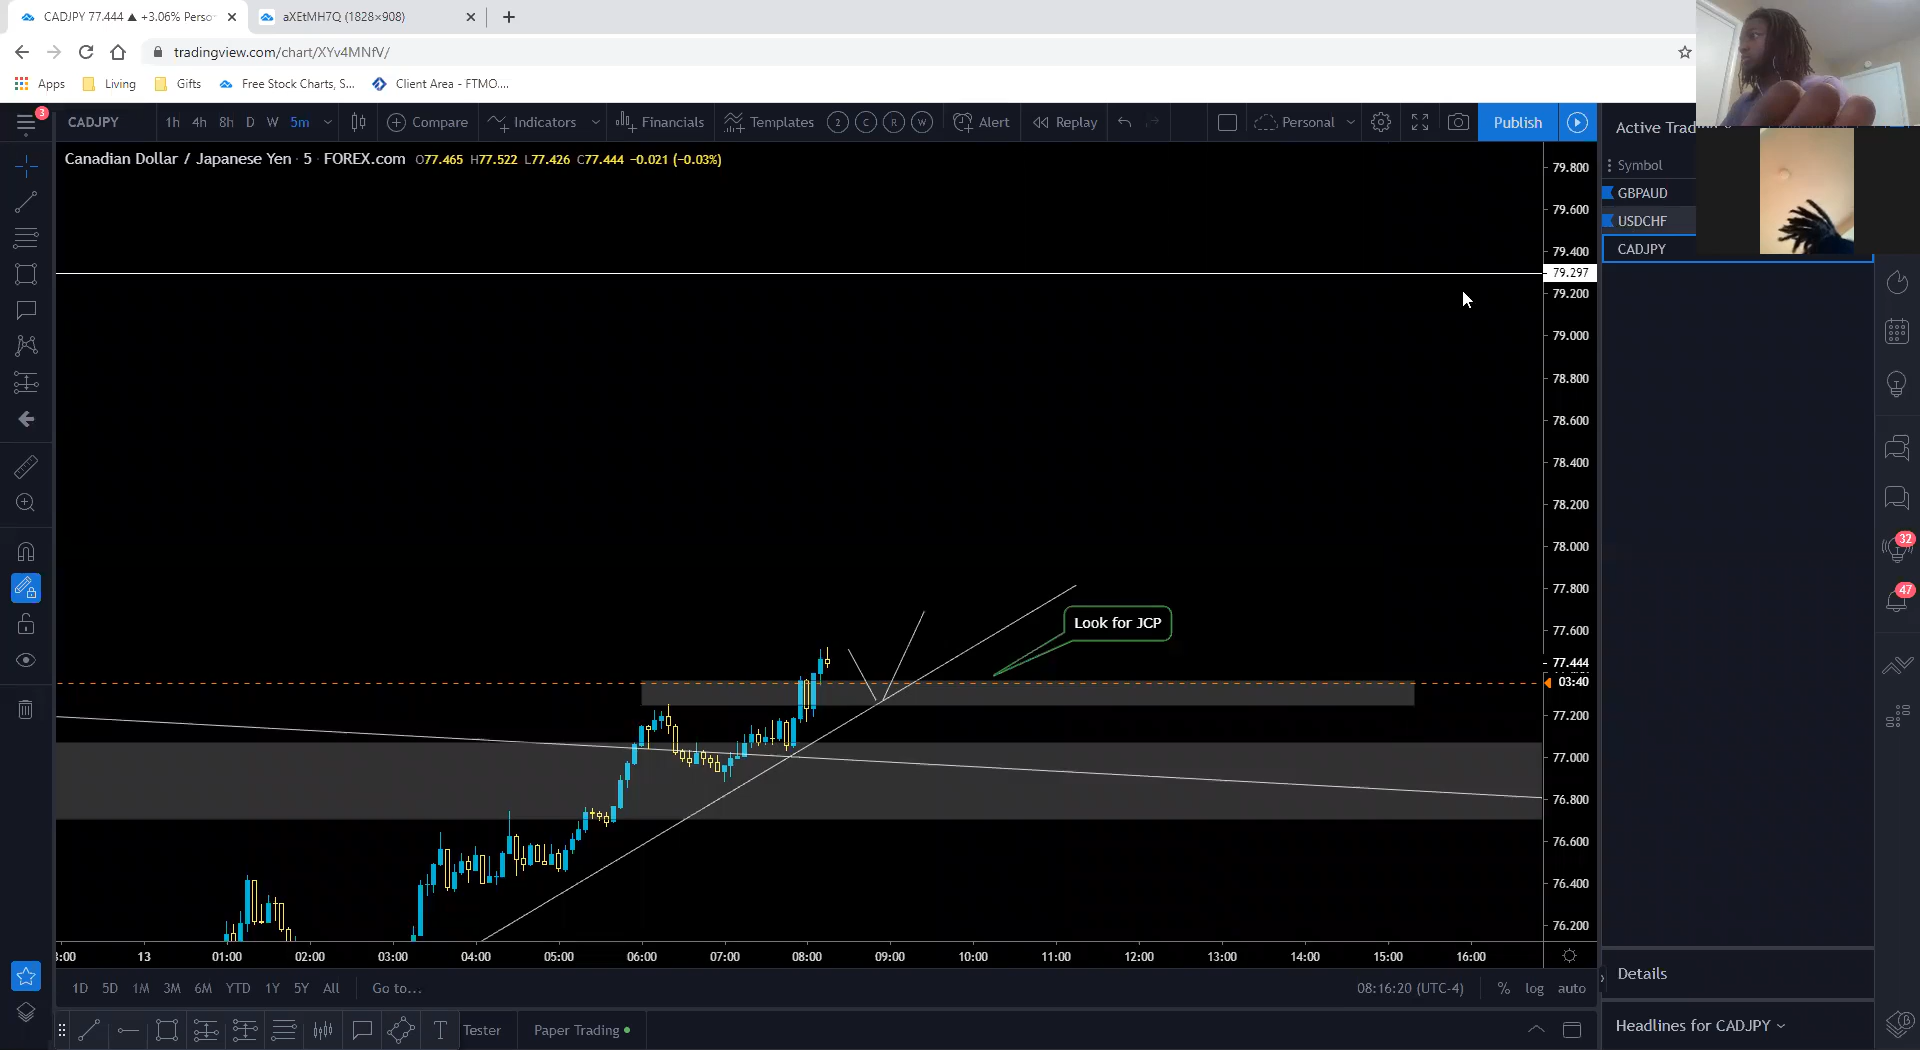 CADJPY 77.444 ▲ +3.06% Perso
aXEtMH7Q (1828×908)
tradingview.com/chart/XYv4MNfV/
Apps Living Gifts Free Stock Charts, S... Client Area - FTMO....
3
CADJPY 1h 4h 8h D W 5m Compare Indicators Financials Templates 2 C R W Alert Replay Personal Publish
Canadian Dollar / Japanese Yen · 5 · FOREX.com O77.465 H77.522 L77.426 C77.444 −0.021 (−0.03%)
79.800
79.600
79.400
79.297
79.200
79.000
78.800
78.600
78.400
78.200
78.000
77.800
77.600
77.444
03:40
77.200
77.000
76.800
76.600
76.400
76.200
Look for JCP
13 01:00 02:00 03:00 04:00 05:00 06:00 07:00 08:00 09:00 10:00 11:00 12:00 13:00 14:00 15:00 16:00
1D 5D 1M 3M 6M YTD 1Y 5Y All Go to... 08:16:20 (UTC-4) % log auto
T Tester Paper Trading
Symbol
GBPAUD
USDCHF
CADJPY
32
47
Details
Headlines for CADJPY